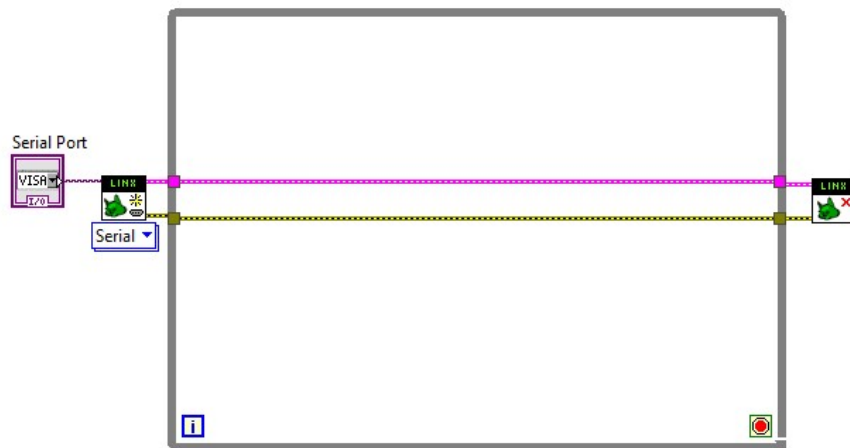 Serial Port
VISA
I/O
LINX
Serial
i
LINX